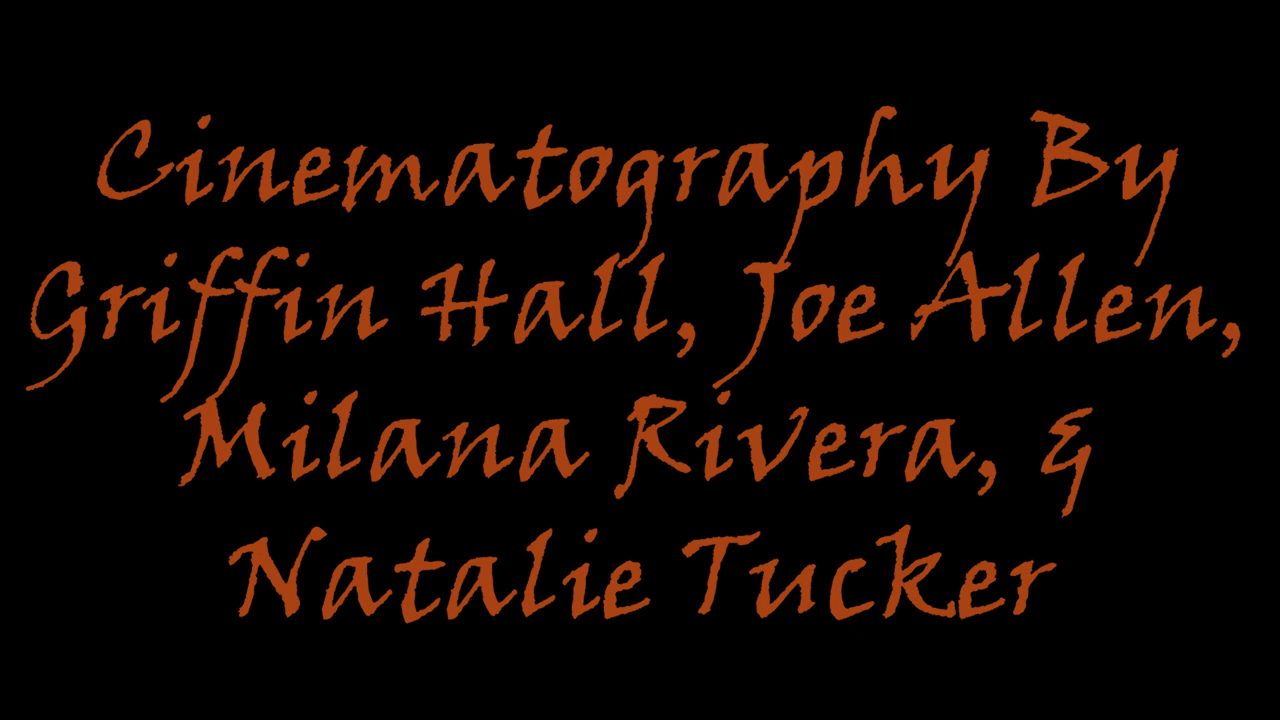 Cinematography By
Griffin Hall, Joe Allen,
Milana Rivera, &
Natalie Tucker